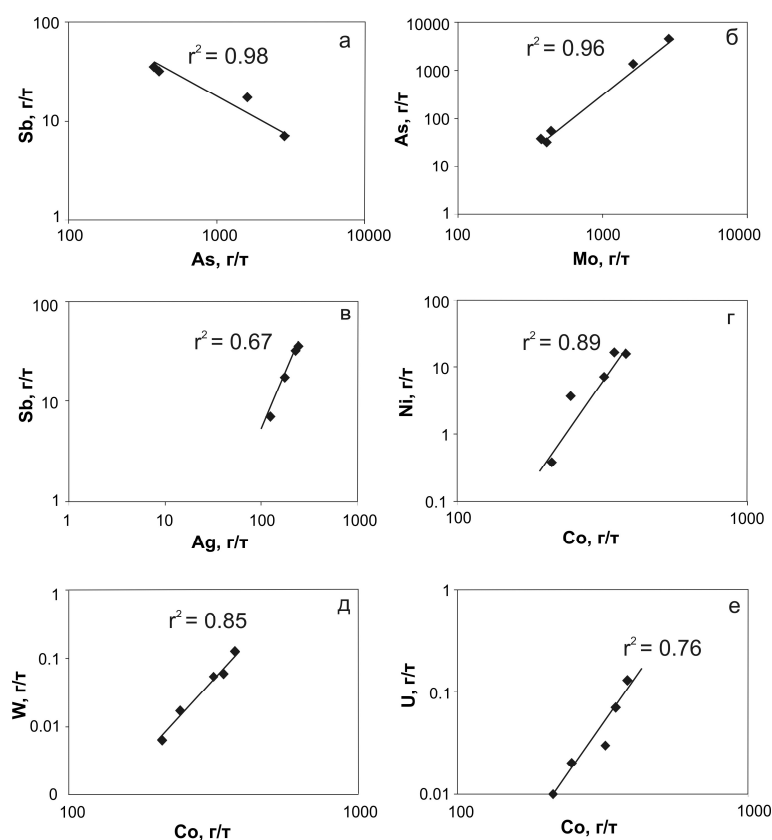 100
а
r² = 0.98
Sb, г/т
10
1
100
1000
10000
As, г/т
10000
б
r² = 0.96
1000
As, г/т
100
10
1
100
1000
10000
Mo, г/т
100
в
r² = 0.67
Sb, г/т
10
1
1
10
100
1000
Ag, г/т
100
г
r² = 0.89
10
Ni, г/т
1
0.1
100
1000
Co, г/т
1
д
r² = 0.85
0.1
W, г/т
0.01
0
100
1000
Co, г/т
1
е
r² = 0.76
U, г/т
0.1
0.01
100
1000
Co, г/т